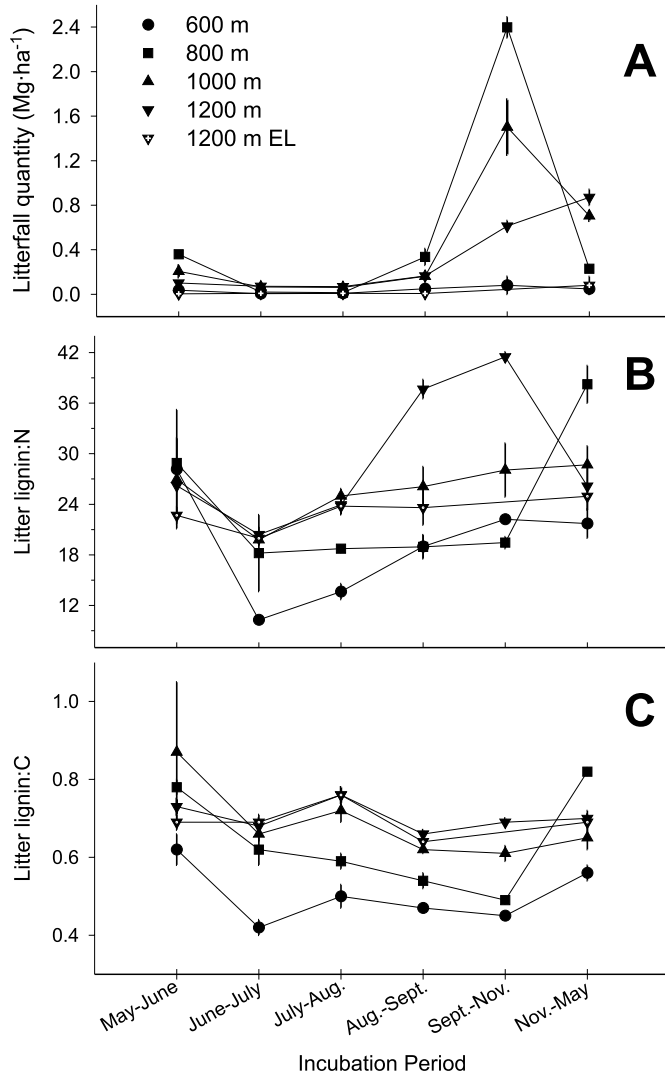 Litterfall quantity (Mg·ha⁻¹)
2.4
2.0
1.6
1.2
0.8
0.4
0.0
600 m
800 m
1000 m
1200 m
1200 m EL
A
Litter lignin:N
42
36
30
24
18
12
B
Litter lignin:C
1.0
0.8
0.6
0.4
C
May-June
June-July
July-Aug.
Aug.-Sept.
Sept.-Nov.
Nov.-May
Incubation Period